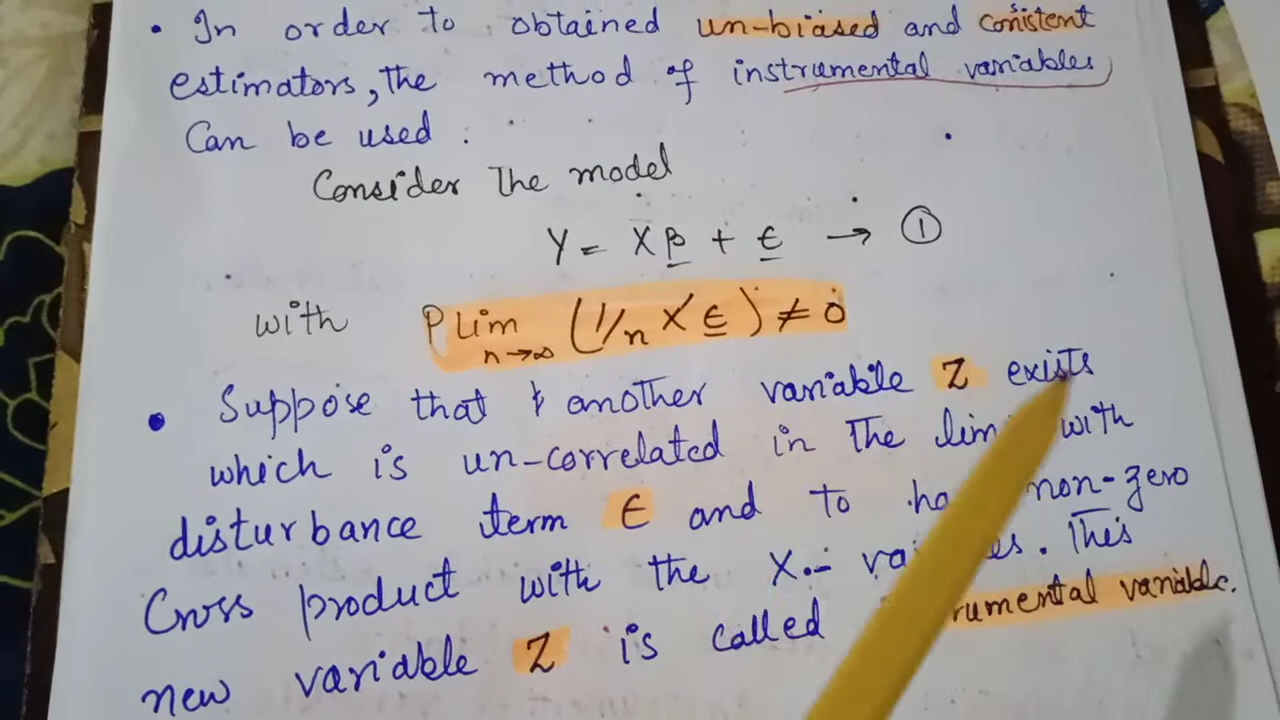 • In order to obtained un-biased and consistent
estimators, the method of instrumental variables
Can be used :
Consider The model
Y = Xβ + ϵ → ①
with P Lim n→∞ (1/n X ϵ) ≠ 0
• Suppose that & another variable Z exists
which is un-correlated in The with
disturbance term ϵ and to non-zero
Cross product with the X - This
new variable Z is called variable.